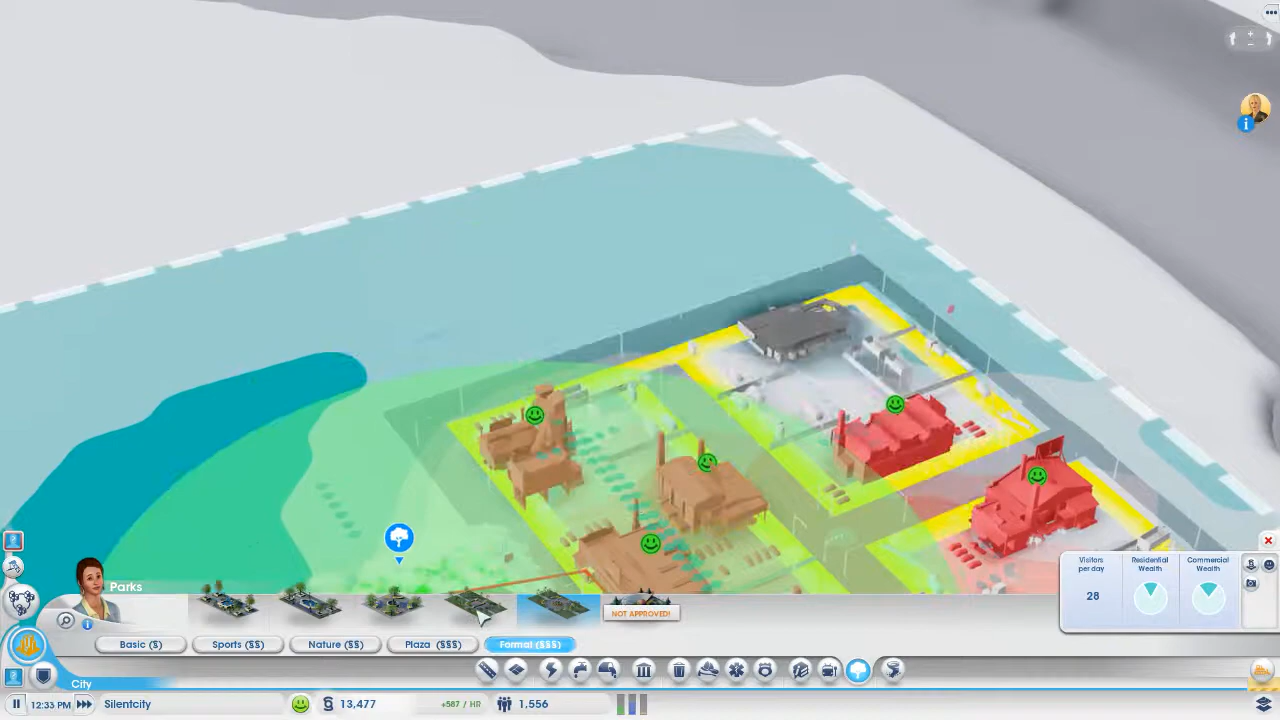 Parks
NOT APPROVED!
Visitors per day
Residential Wealth
Commercial Wealth
28
Basic ($)
Sports ($$)
Nature ($$)
Plaza ($$$)
Formal ($$$)
City
12:33 PM
Silentcity
13,477
+587 / HR
1.556